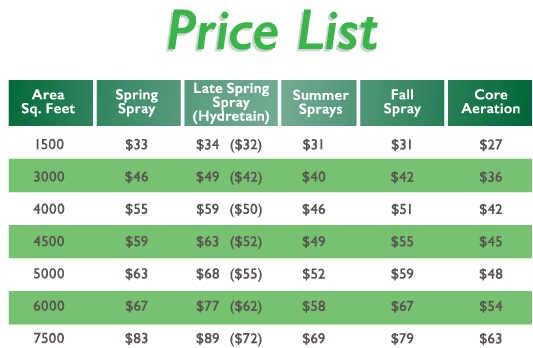 Price List
Area Sq. Feet Spring Spray Late Spring Spray (Hydretain) Summer Sprays Fall Spray Core Aeration
1500 $33 $34 ($32) $31 $31 $27
3000 $46 $49 ($42) $40 $42 $36
4000 $55 $59 ($50) $46 $51 $42
4500 $59 $63 ($52) $49 $55 $45
5000 $63 $68 ($55) $52 $59 $48
6000 $67 $77 ($62) $58 $67 $54
7500 $83 $89 ($72) $69 $79 $63